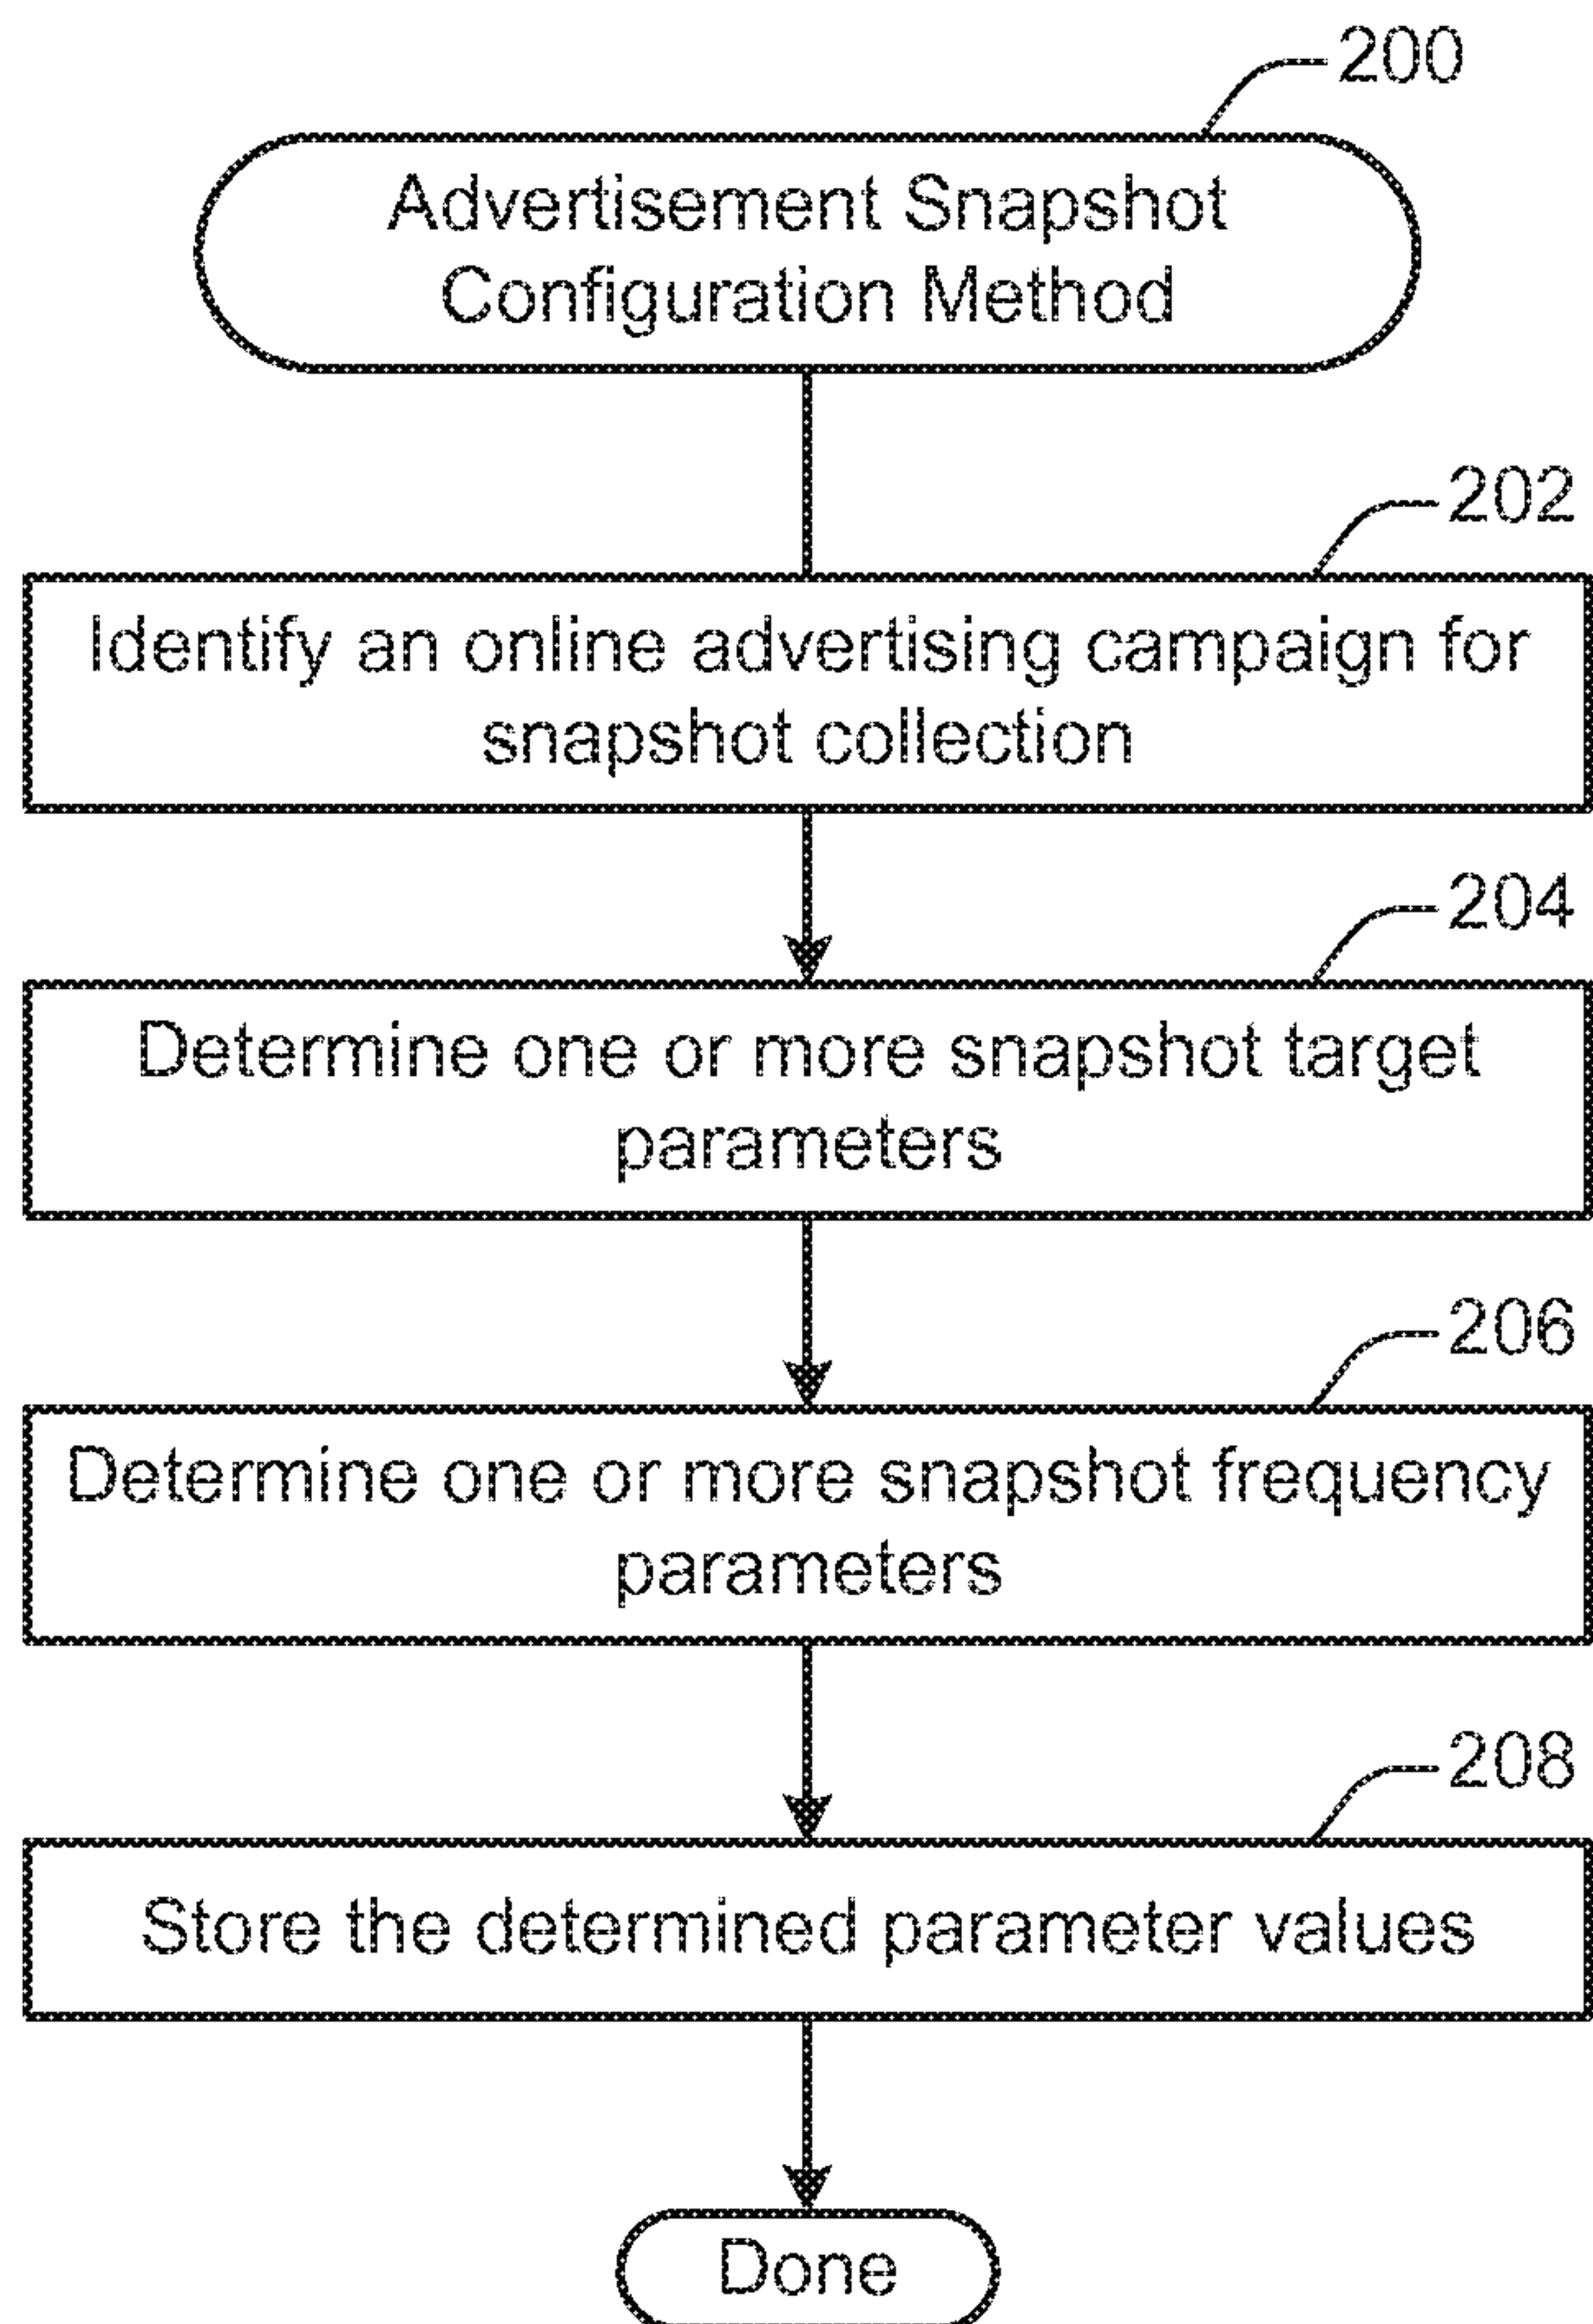 200
Advertisement Snapshot
Configuration Method
202
Identify an online advertising campaign for
snapshot collection
204
Determine one or more snapshot target
parameters
206
Determine one or more snapshot frequency
parameters
208
Store the determined parameter values
Done